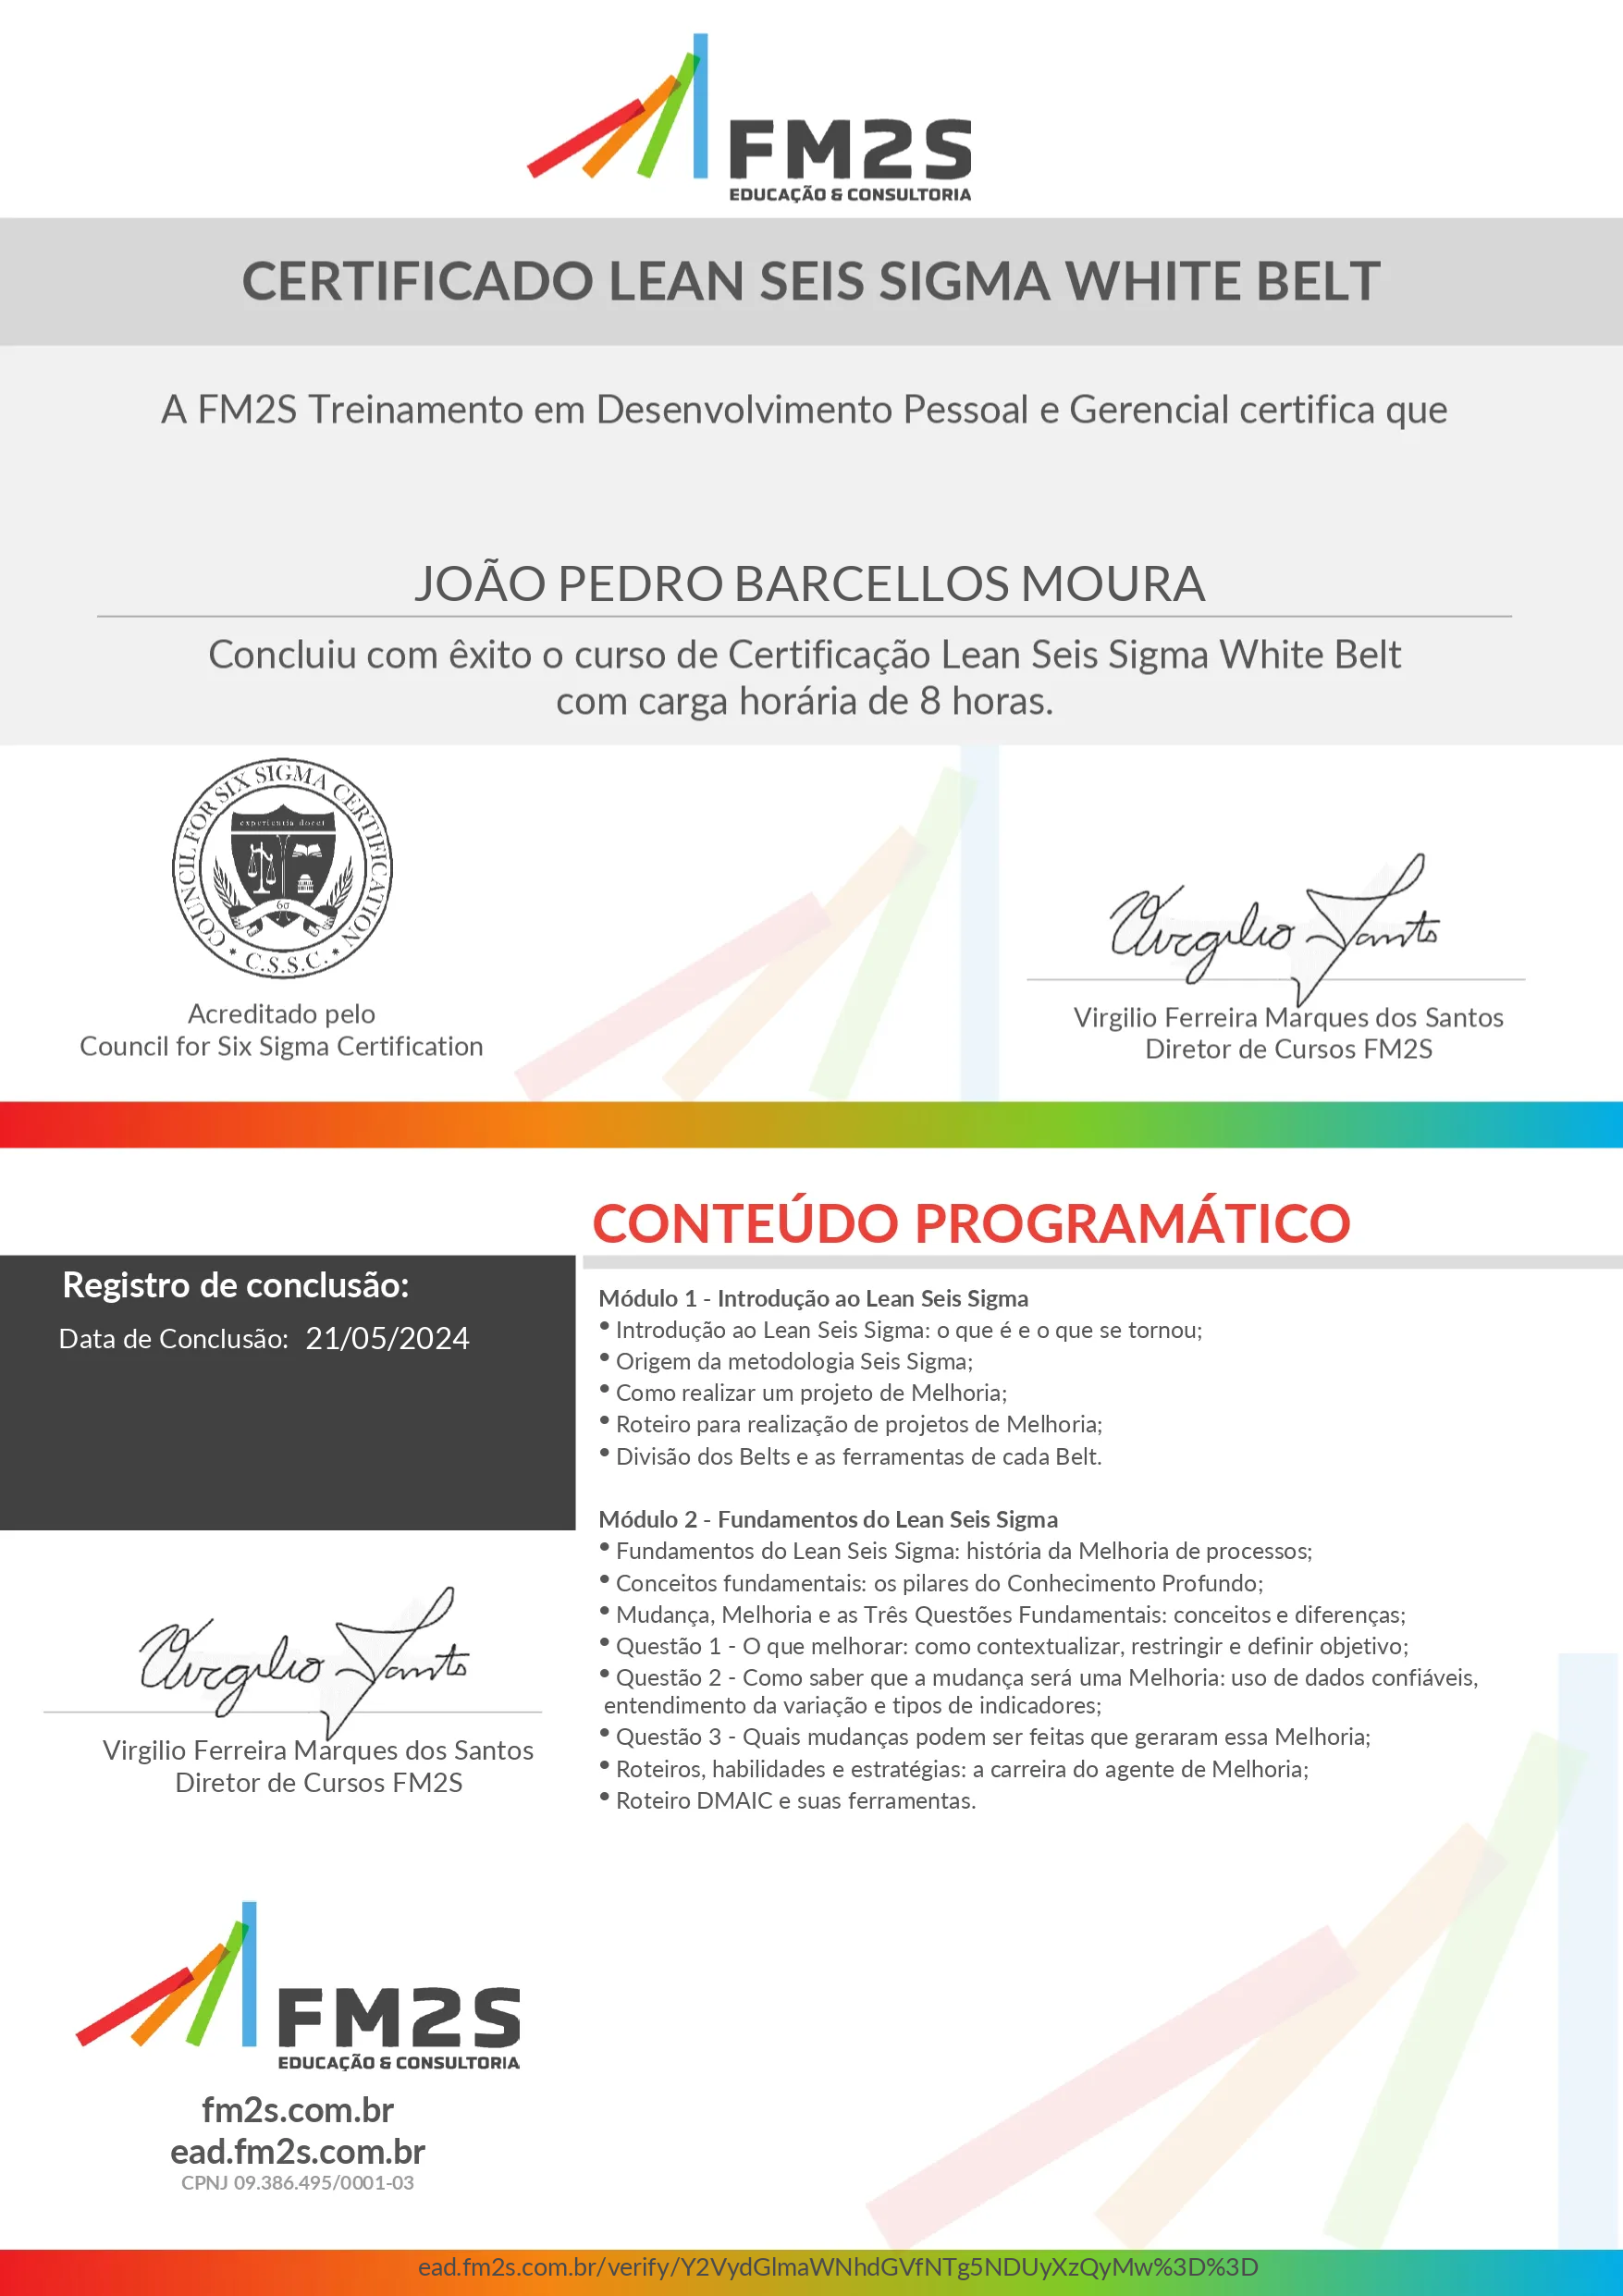 FM2S
EDUCAÇÃO & CONSULTORIA
CERTIFICADO LEAN SEIS SIGMA WHITE BELT
A FM2S Treinamento em Desenvolvimento Pessoal e Gerencial certifica que
JOÃO PEDRO BARCELLOS MOURA
Concluiu com êxito o curso de Certificação Lean Seis Sigma White Belt
com carga horária de 8 horas.
COUNCIL FOR SIX SIGMA CERTIFICATION
experientia docet
6σ
C.S.S.C.
Acreditado pelo
Council for Six Sigma Certification
Virgilio Santos
Virgilio Ferreira Marques dos Santos
Diretor de Cursos FM2S
CONTEÚDO PROGRAMÁTICO
Registro de conclusão:
Data de Conclusão: 21/05/2024
Módulo 1 - Introdução ao Lean Seis Sigma
• Introdução ao Lean Seis Sigma: o que é e o que se tornou;
• Origem da metodologia Seis Sigma;
• Como realizar um projeto de Melhoria;
• Roteiro para realização de projetos de Melhoria;
• Divisão dos Belts e as ferramentas de cada Belt.
Módulo 2 - Fundamentos do Lean Seis Sigma
• Fundamentos do Lean Seis Sigma: história da Melhoria de processos;
• Conceitos fundamentais: os pilares do Conhecimento Profundo;
• Mudança, Melhoria e as Três Questões Fundamentais: conceitos e diferenças;
• Questão 1 - O que melhorar: como contextualizar, restringir e definir objetivo;
• Questão 2 - Como saber que a mudança será uma Melhoria: uso de dados confiáveis,
entendimento da variação e tipos de indicadores;
• Questão 3 - Quais mudanças podem ser feitas que geraram essa Melhoria;
• Roteiros, habilidades e estratégias: a carreira do agente de Melhoria;
• Roteiro DMAIC e suas ferramentas.
Virgilio Santos
Virgilio Ferreira Marques dos Santos
Diretor de Cursos FM2S
FM2S
EDUCAÇÃO & CONSULTORIA
fm2s.com.br
ead.fm2s.com.br
CPNJ 09.386.495/0001-03
ead.fm2s.com.br/verify/Y2VydGlmaWNhdGVfNTg5NDUyXzQyMw%3D%3D